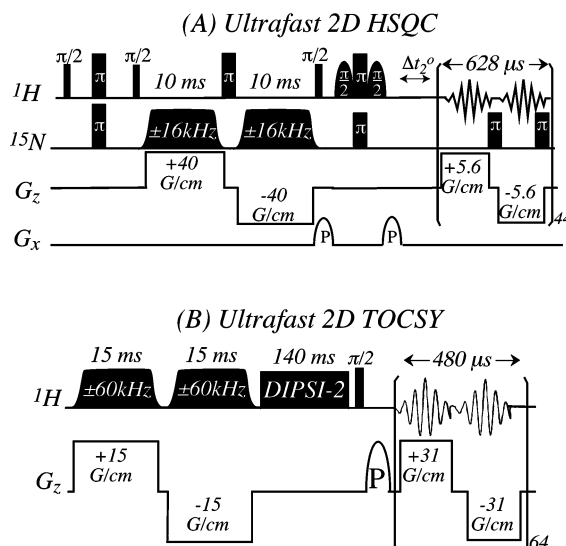 (A) Ultrafast 2D HSQC
π/2 π π/2 10 ms π 10 ms π/2 π/2 π π/2 Δt₂ᵒ 628 μs
¹H
¹⁵N π ±16kHz ±16kHz π π π
Gz +40 G/cm -40 G/cm +5.6 G/cm -5.6 G/cm 44
Gx P P
(B) Ultrafast 2D TOCSY
15 ms 15 ms 140 ms π/2 480 μs
¹H ±60kHz ±60kHz DIPSI-2
Gz +15 G/cm -15 G/cm P +31 G/cm -31 G/cm 64